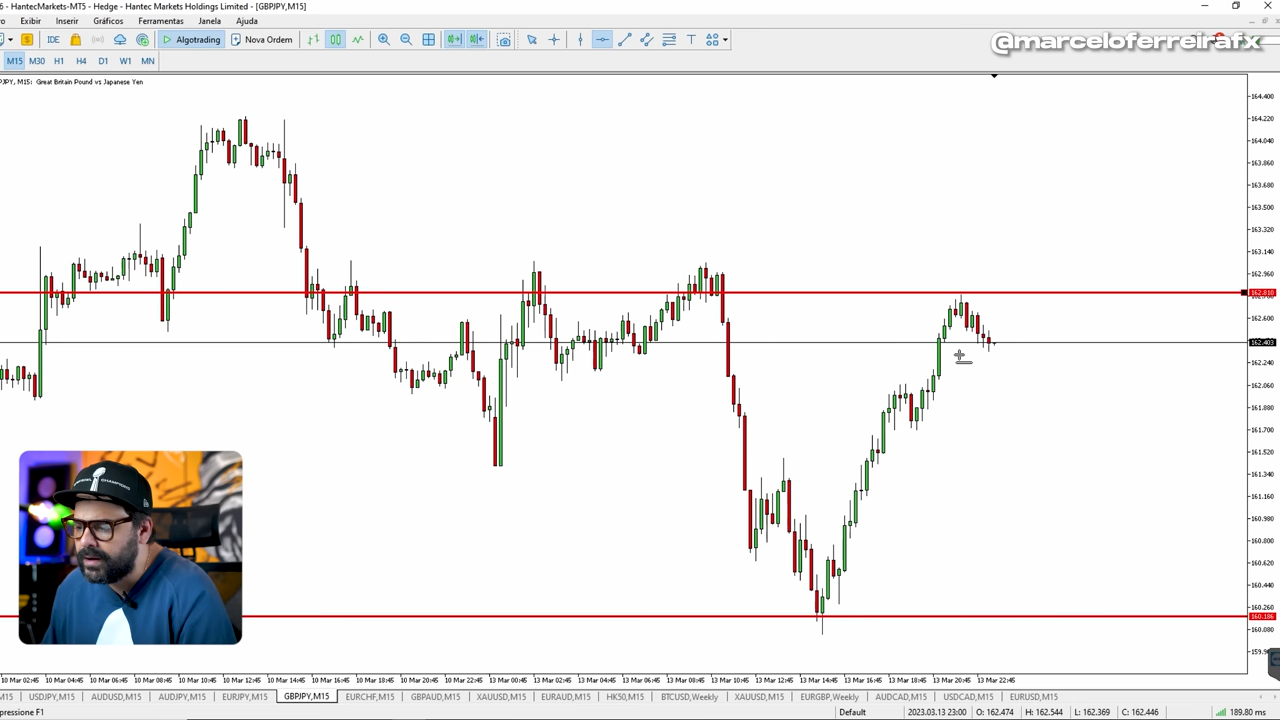 6 - HantecMarkets-MT5 - Hedge - Hantec Markets Holdings Limited - [GBPJPY,M15]
o Exibir Inserir Gráficos Ferramentas Janela Ajuda
IDE Algotrading Nova Ordem
@marceloferreirafx
M15 M30 H1 H4 D1 W1 MN
PJPY, M15: Great Britain Pound vs Japanese Yen
164.400
164.220
164.040
163.860
163.680
163.500
163.320
163.140
162.960
162.810
162.600
162.403
162.240
162.060
161.880
161.700
161.520
161.340
161.160
160.980
160.800
160.620
160.440
160.260
160.186
160.080
159.9
CHAMPIONS
10 Mar 02:45 10 Mar 04:45 10 Mar 06:45 10 Mar 08:45 10 Mar 10:45 10 Mar 12:45 10 Mar 14:45 10 Mar 16:45 10 Mar 18:45 10 Mar 20:45 10 Mar 22:45 13 Mar 00:45 13 Mar 02:45 13 Mar 04:45 13 Mar 06:45 13 Mar 08:45 13 Mar 10:45 13 Mar 12:45 13 Mar 14:45 13 Mar 16:45 13 Mar 18:45 13 Mar 20:45 13 Mar 22:45
M15 USDJPY,M15 AUDUSD,M15 AUDJPY,M15 EURJPY,M15 GBPJPY,M15 EURCHF,M15 GBPAUD,M15 XAUUSD,M15 EURAUD,M15 HK50,M15 BTCUSD,Weekly XAUUSD,M15 EURGBP,Weekly AUDCAD,M15 USDCAD,M15 EURUSD,M15
pressione F1 Default 2023.03.13 23:00 O: 162.474 H: 162.544 L: 162.369 C: 162.446 189.80 ms